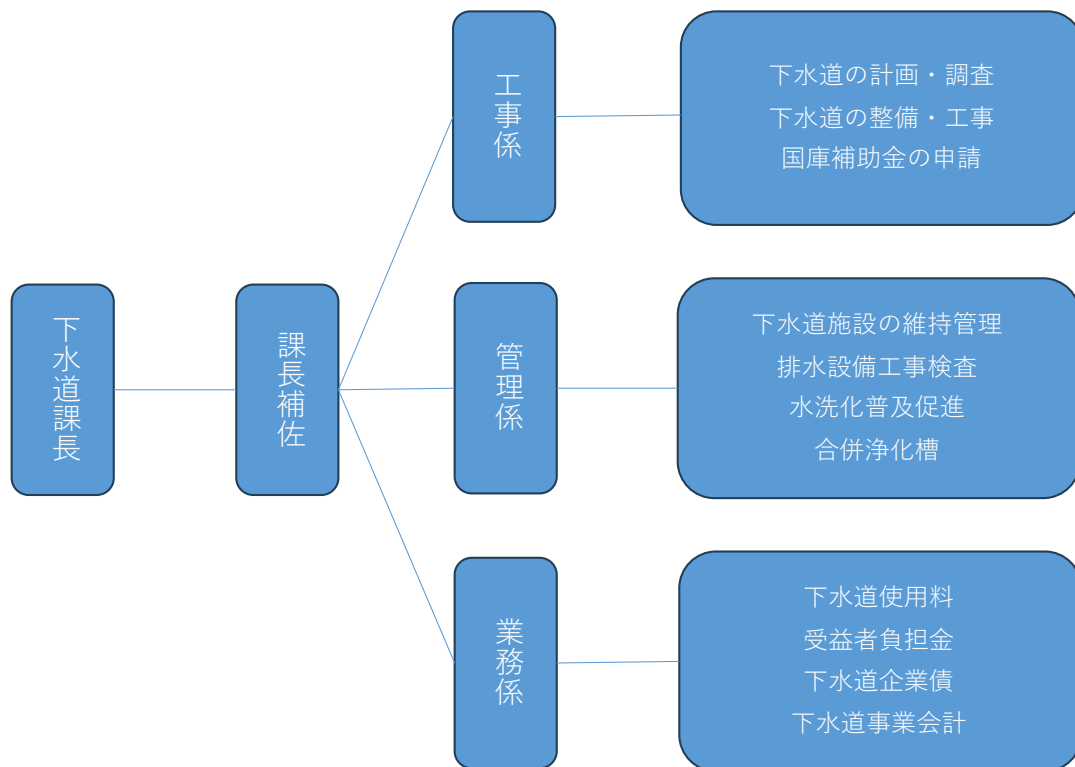 下水道課長
課長補佐
工事係
下水道の計画・調査
下水道の整備・工事
国庫補助金の申請
管理係
下水道施設の維持管理
排水設備工事検査
水洗化普及促進
合併浄化槽
業務係
下水道使用料
受益者負担金
下水道企業債
下水道事業会計